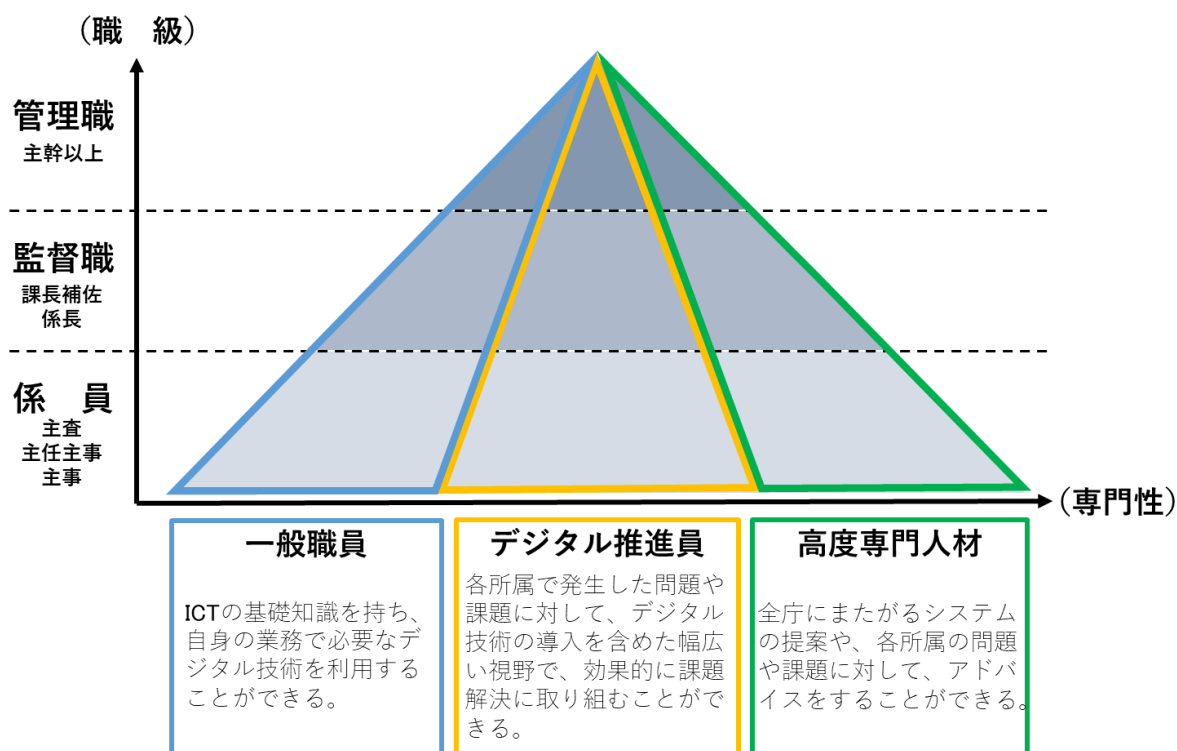 （職　級）
管理職
主幹以上
監督職
課長補佐
係長
係　員
主査
主任主事
主事
（専門性）
一般職員
ICTの基礎知識を持ち、
自身の業務で必要なデ
ジタル技術を利用する
ことができる。
デジタル推進員
各所属で発生した問題や
課題に対して、デジタル
技術の導入を含めた幅広
い視野で、効果的に課題
解決に取り組むことがで
きる。
高度専門人材
全庁にまたがるシステム
の提案や、各所属の問題
や課題に対して、アドバ
イスをすることができる。